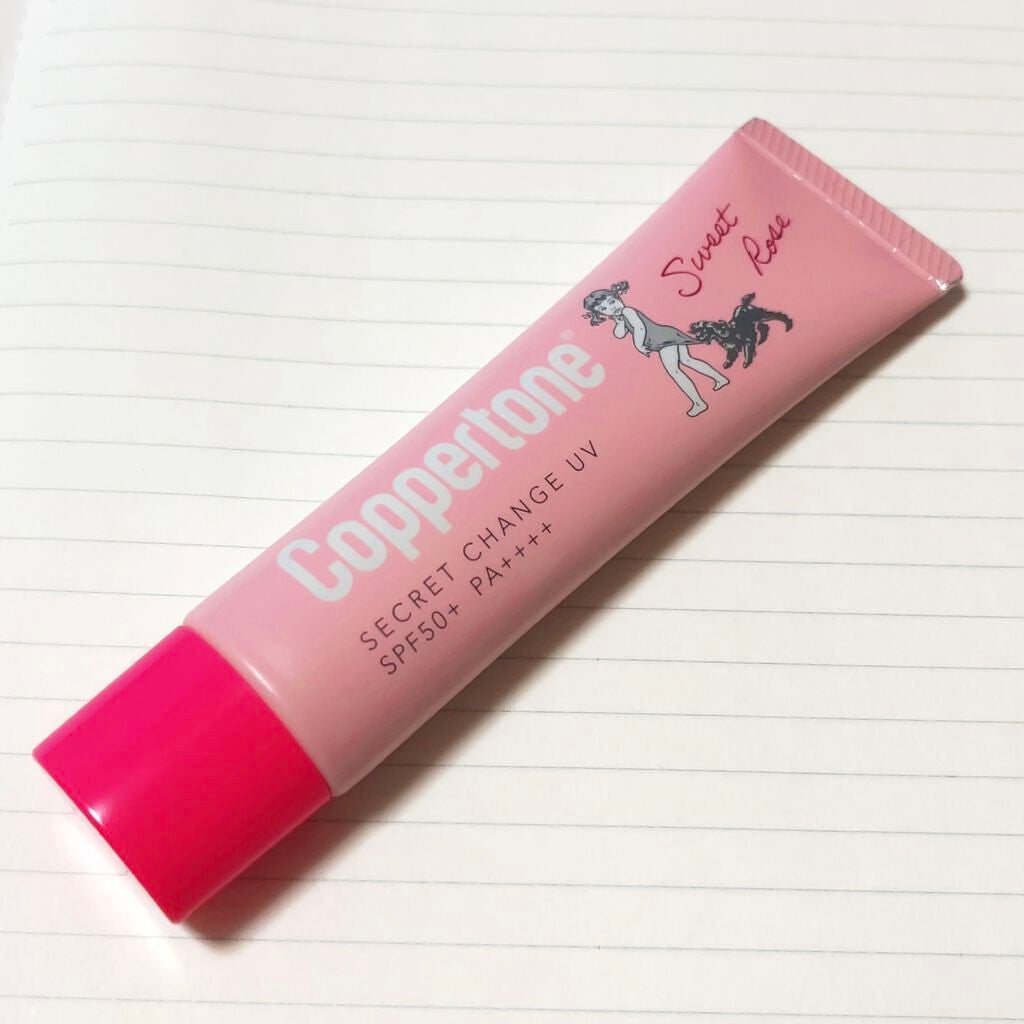 Sweet
Rose
Coppertone®
SECRET CHANGE UV
SPF50+ PA++++